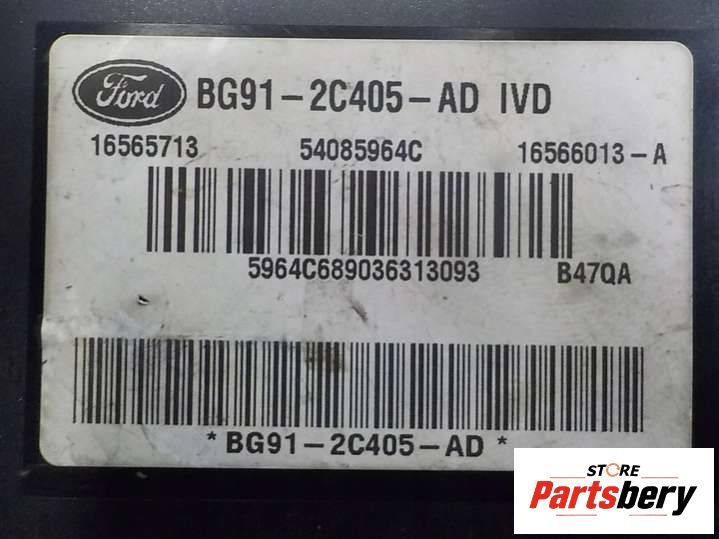 Ford BG91-2C405-AD IVD
16565713 54085964C 16566013-A
5964C689036313093 B47QA
*BG91-2C405-AD*
STORE
Partsbery